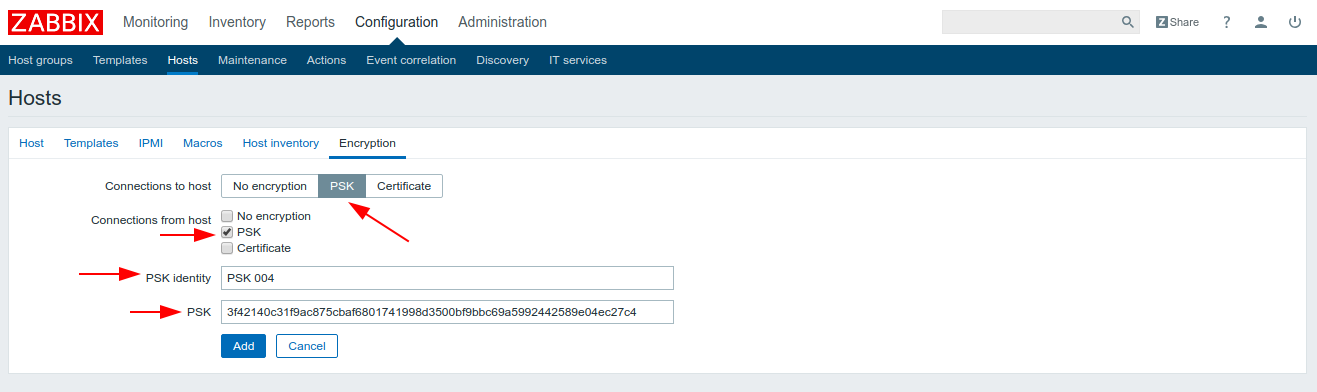 ZABBIX Monitoring Inventory Reports Configuration Administration Z Share ?
Host groups Templates Hosts Maintenance Actions Event correlation Discovery IT services
Hosts
Host Templates IPMI Macros Host inventory Encryption
Connections to host No encryption PSK Certificate
Connections from host No encryption
PSK
Certificate
PSK identity PSK 004
PSK 3f42140c31f9ac875cbaf6801741998d3500bf9bbc69a5992442589e04ec27c4
Add Cancel